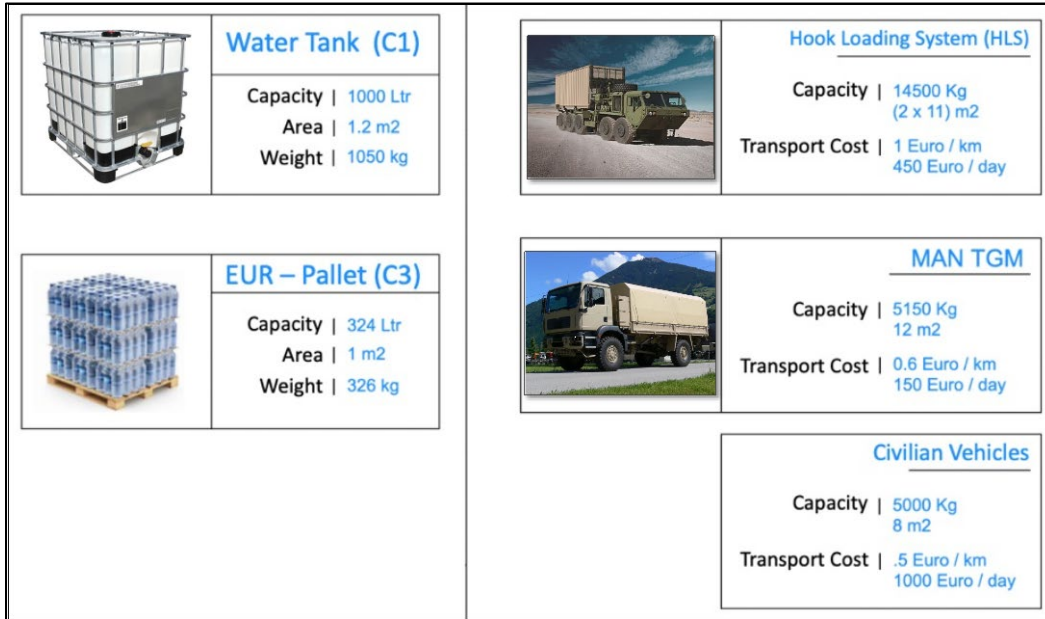 Water Tank (C1)
Capacity | 1000 Ltr
Area | 1.2 m2
Weight | 1050 kg
EUR – Pallet (C3)
Capacity | 324 Ltr
Area | 1 m2
Weight | 326 kg
Hook Loading System (HLS)
Capacity | 14500 Kg
(2 x 11) m2
Transport Cost | 1 Euro / km
450 Euro / day
MAN TGM
Capacity | 5150 Kg
12 m2
Transport Cost | 0.6 Euro / km
150 Euro / day
Civilian Vehicles
Capacity | 5000 Kg
8 m2
Transport Cost | .5 Euro / km
1000 Euro / day